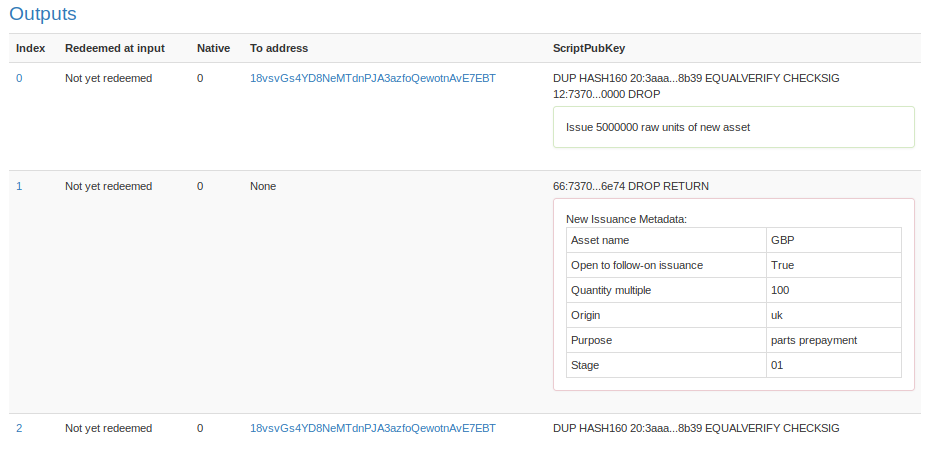 Outputs
Index Redeemed at input Native To address ScriptPubKey
0 Not yet redeemed 0 18vsvGs4YD8NeMTdnPJA3azfoQewotnAvE7EBT DUP HASH160 20:3aaa...8b39 EQUALVERIFY CHECKSIG
12:7370...0000 DROP
Issue 5000000 raw units of new asset
1 Not yet redeemed 0 None 66:7370...6e74 DROP RETURN
New Issuance Metadata:
Asset name GBP
Open to follow-on issuance True
Quantity multiple 100
Origin uk
Purpose parts prepayment
Stage 01
2 Not yet redeemed 0 18vsvGs4YD8NeMTdnPJA3azfoQewotnAvE7EBT DUP HASH160 20:3aaa...8b39 EQUALVERIFY CHECKSIG